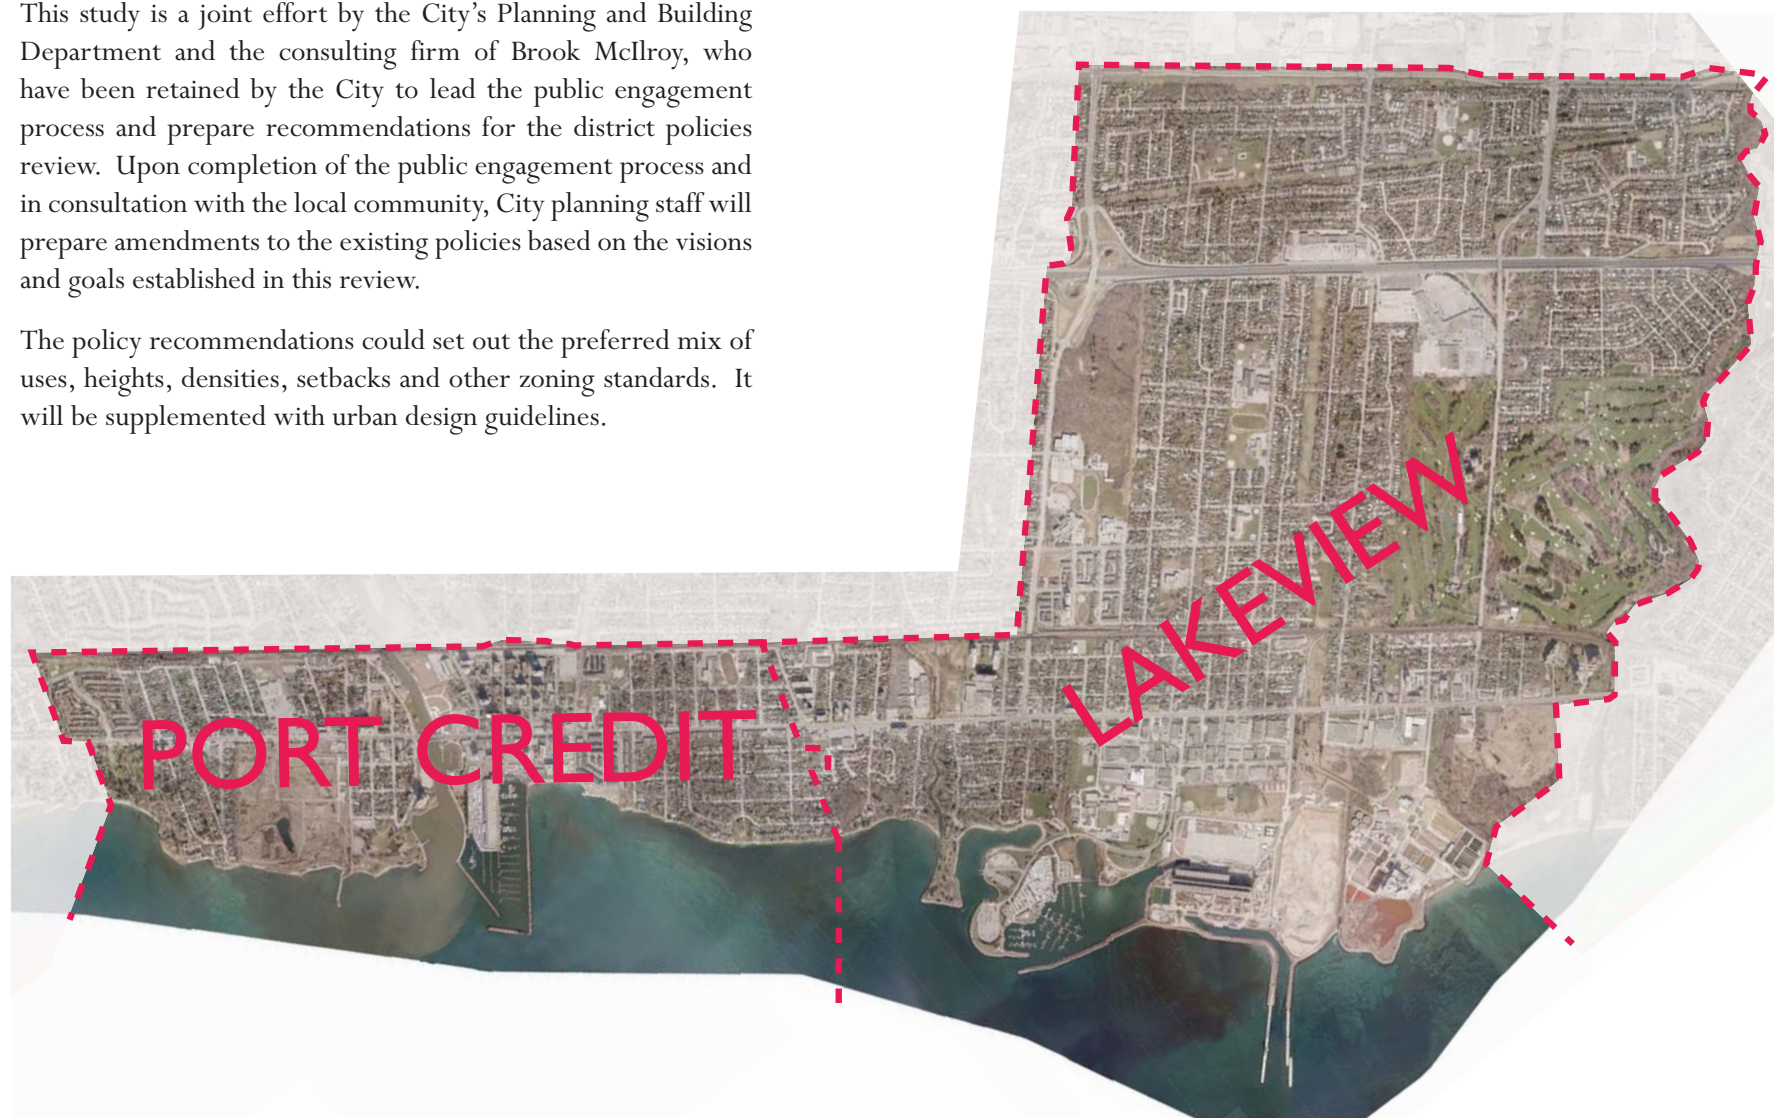 This study is a joint effort by the City’s Planning and Building
Department and the consulting firm of Brook McIlroy, who
have been retained by the City to lead the public engagement
process and prepare recommendations for the district policies
review.  Upon completion of the public engagement process and
in consultation with the local community, City planning staff will
prepare amendments to the existing policies based on the visions
and goals established in this review.
The policy recommendations could set out the preferred mix of
uses, heights, densities, setbacks and other zoning standards.  It
will be supplemented with urban design guidelines.
LAKEVIEW
PORT CREDIT